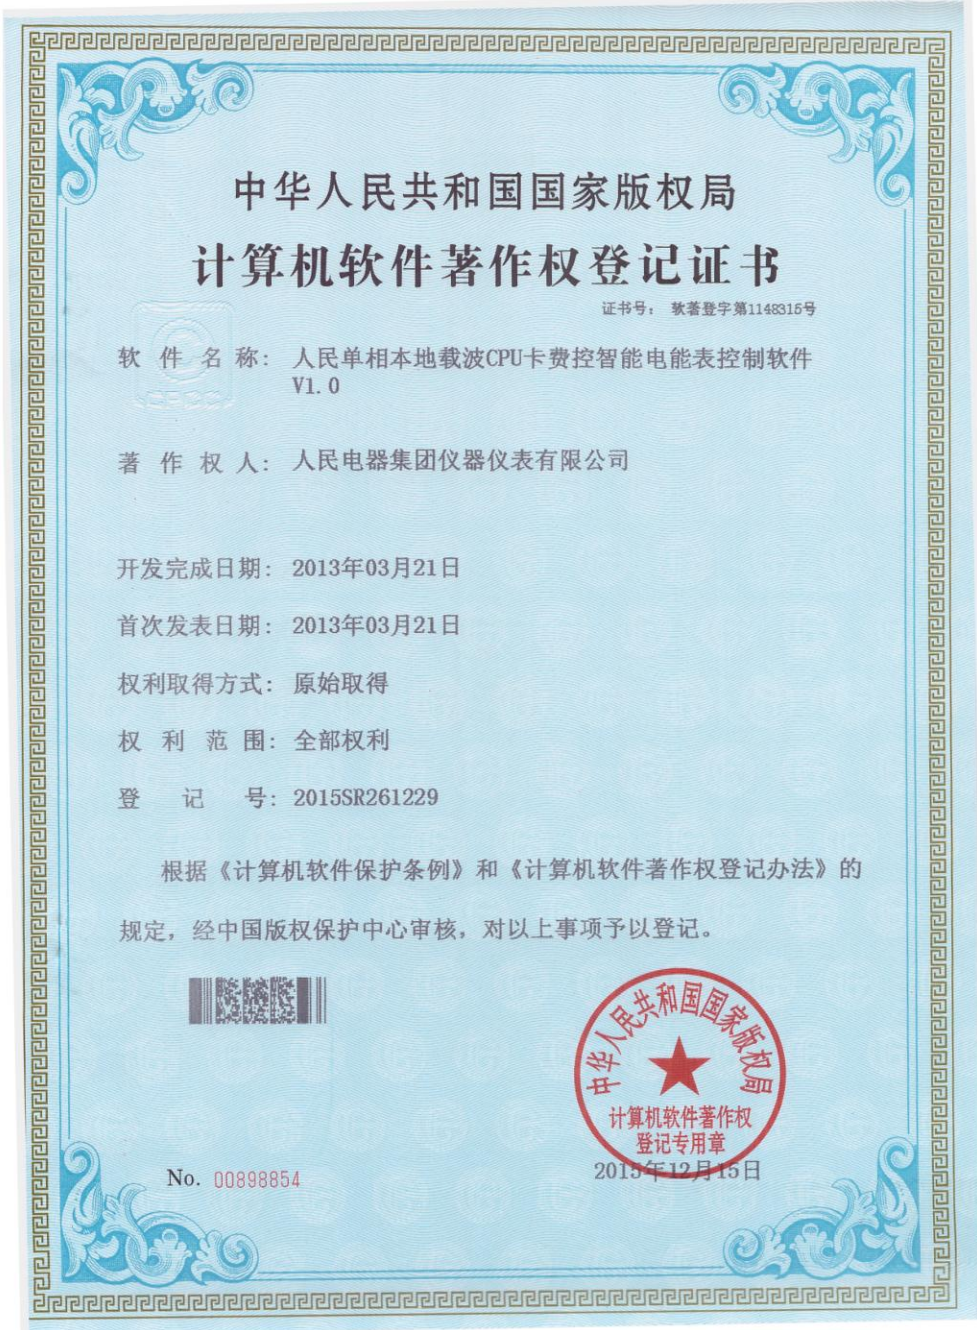 中华人民共和国国家版权局
计算机软件著作权登记证书
证书号： 软著登字第1148315号
软件名称： 人民单相本地载波CPU卡费控智能电能表控制软件
V1.0
著作权人： 人民电器集团仪器仪表有限公司
开发完成日期： 2013年03月21日
首次发表日期： 2013年03月21日
权利取得方式： 原始取得
权利范围： 全部权利
登记号： 2015SR261229
根据《计算机软件保护条例》和《计算机软件著作权登记办法》的
规定，经中国版权保护中心审核，对以上事项予以登记。
中华人民共和国国家版权局
计算机软件著作权
登记专用章
2015年12月15日
No. 00898854
CPCC